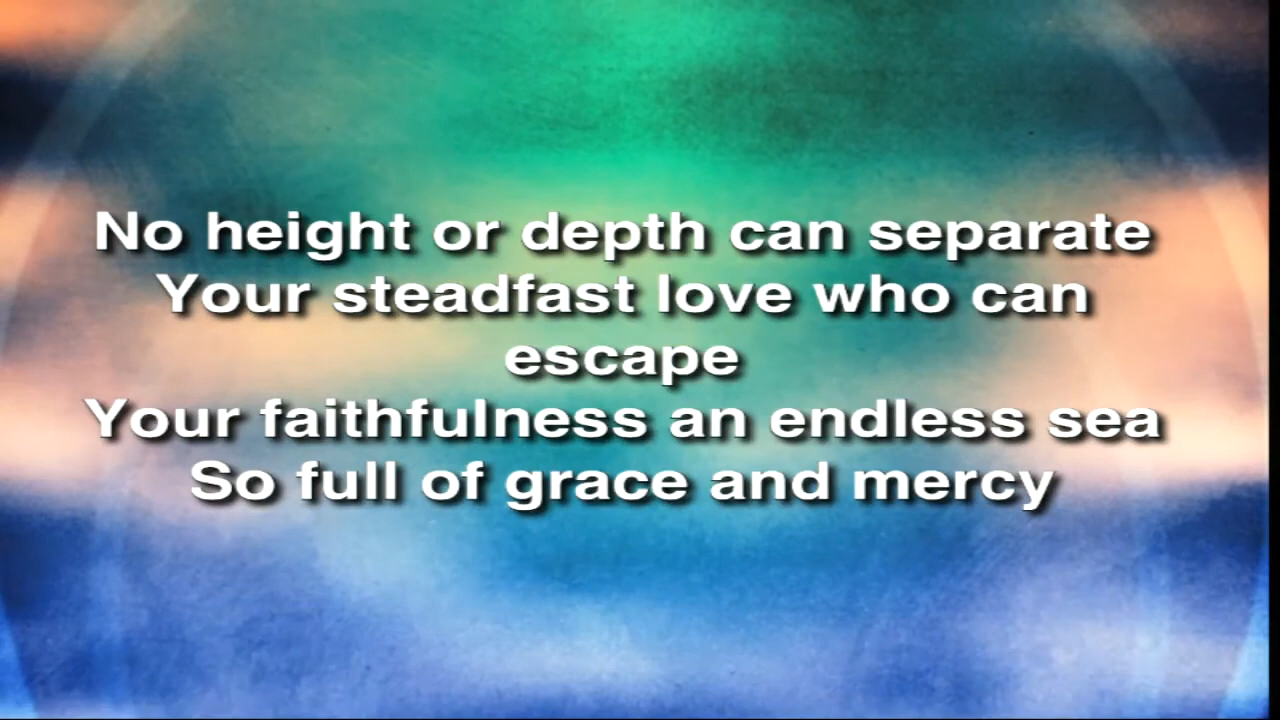 No height or depth can separate
Your steadfast love who can
escape
Your faithfulness an endless sea
So full of grace and mercy